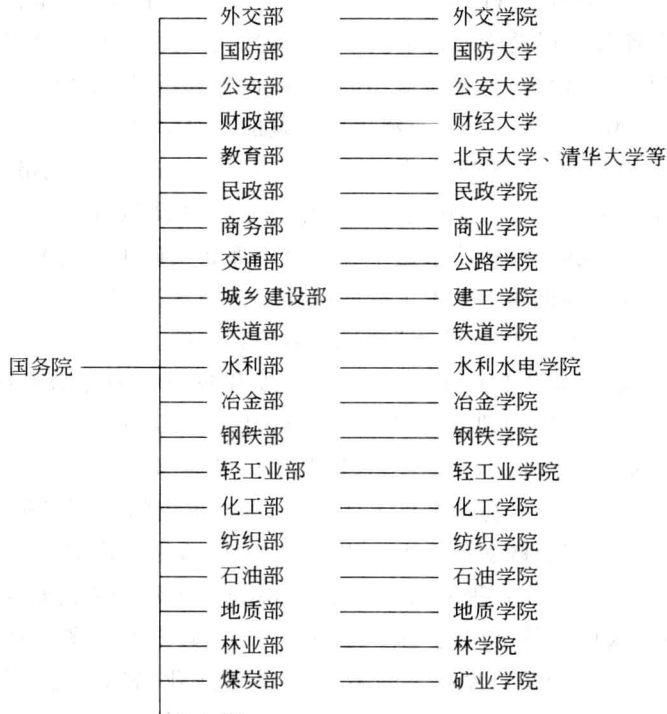 外交部 外交学院
国防部 国防大学
公安部 公安大学
财政部 财经大学
教育部 北京大学、清华大学等
民政部 民政学院
商务部 商业学院
交通部 公路学院
城乡建设部 建工学院
铁道部 铁道学院
国务院 水利部 水利水电学院
冶金部 冶金学院
钢铁部 钢铁学院
轻工业部 轻工业学院
化工部 化工学院
纺织部 纺织学院
石油部 石油学院
地质部 地质学院
林业部 林学院
煤炭部 矿业学院